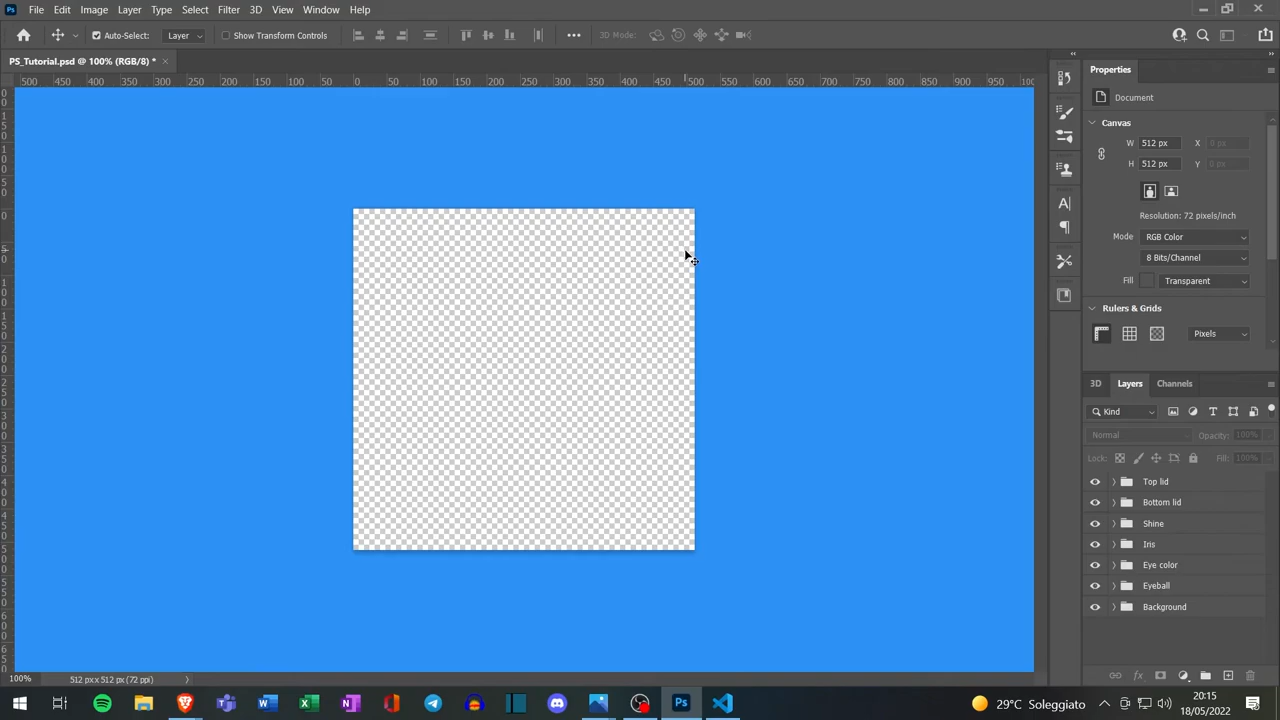 Ps File Edit Image Layer Type Select Filter 3D View Window Help
Auto-Select: Layer Show Transform Controls ••• 3D Mode:
PS_Tutorial.psd @ 100% (RGB/8) * ×
500 450 400 350 300 250 200 150 100 50 0 50 100 150 200 250 300 350 400 450 500 550 600 650 700 750 800 850 900 950
Properties
Document
Canvas
W 512 px X 0 px
H 512 px Y 0 px
Resolution: 72 pixels/inch
Mode RGB Color
8 Bits/Channel
Fill Transparent
Rulers & Grids
Pixels
3D Layers Channels
Kind
Normal Opacity: 100%
Lock: Fill: 100%
Top lid
Bottom lid
Shine
Iris
Eye color
Eyeball
Background
100% 512 px x 512 px (72 ppi)
29°C Soleggiato
20:15
18/05/2022